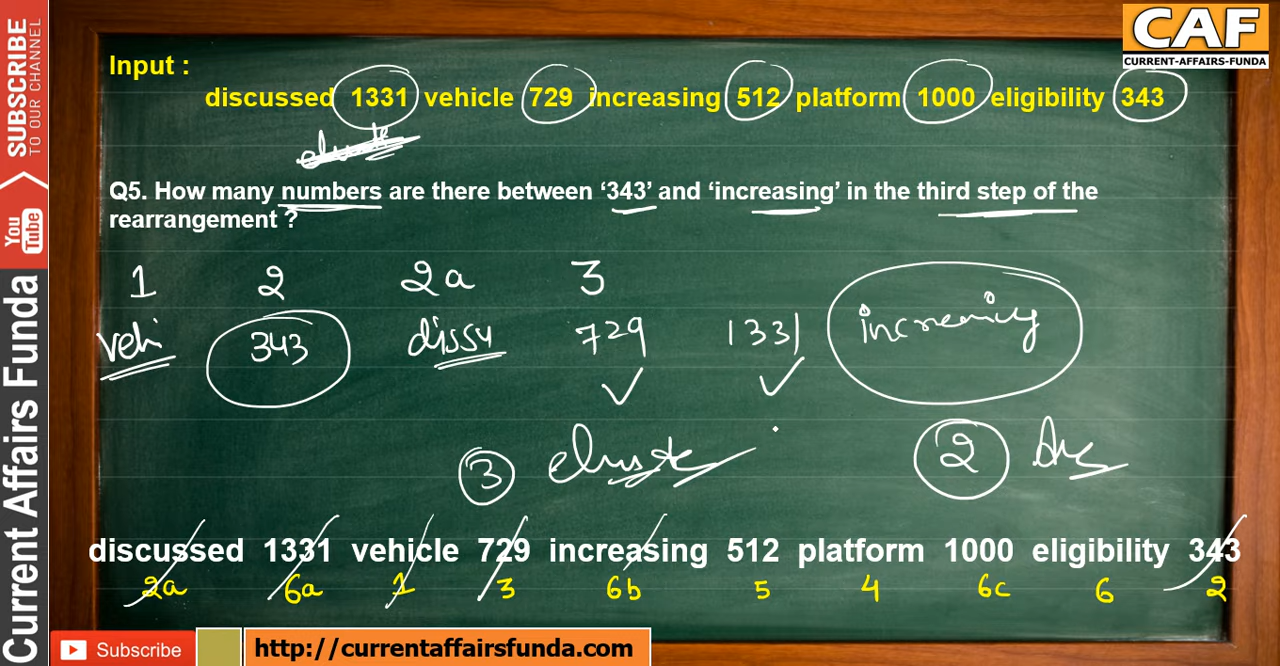 SUBSCRIBE
TO OUR CHANNEL
You Tube
Current Affairs Funda
CAF
CURRENT-AFFAIRS-FUNDA
Input :
discussed 1331 vehicle 729 increasing 512 platform 1000 eligibility 343
Q5. How many numbers are there between ‘343’ and ‘increasing’ in the third step of the
rearrangement ?
1 2 2a 3
vehi 343 dissu 729 1331 increasing
3 2 Ans
discussed 1331 vehicle 729 increasing 512 platform 1000 eligibility 343
2a 6a 1 3 6b 5 4 6c 6 2
Subscribe
http://currentaffairsfunda.com